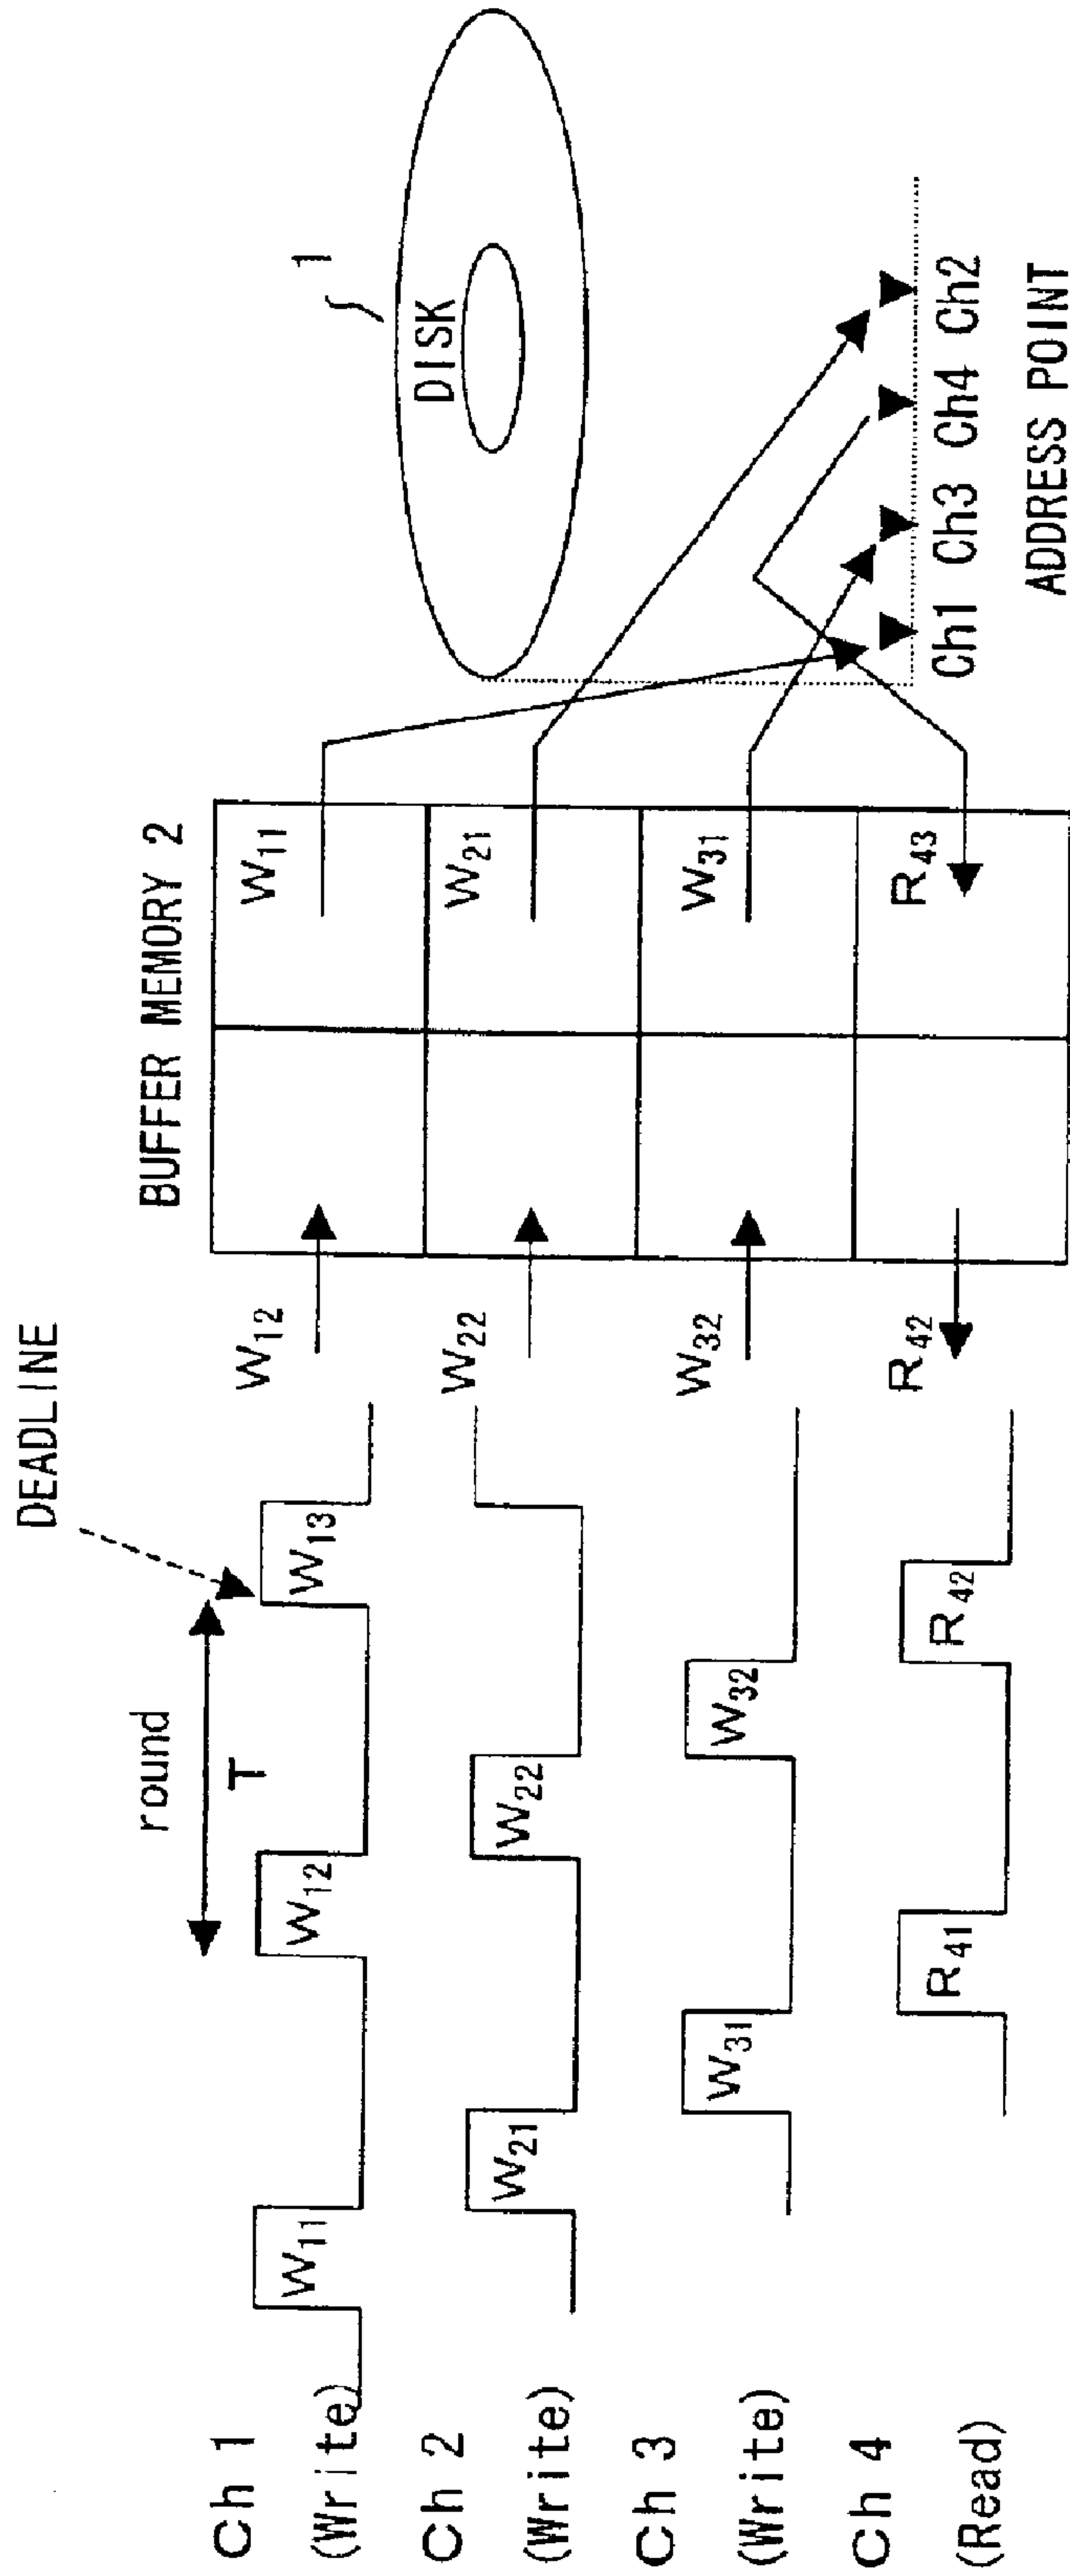 DEADLINE
round
T
BUFFER MEMORY 2
1
DISK
Ch 1
(Write)
W11
W12
W13
W12
W11
Ch 2
(Write)
W21
W22
W22
W21
Ch 3
(Write)
W31
W32
W32
W31
Ch 4
(Read)
R41
R42
R42
R43
Ch1 Ch3 Ch4 Ch2
ADDRESS POINT